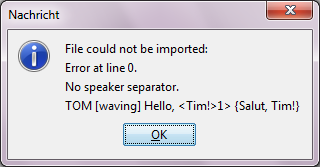 Nachricht
File could not be imported:
Error at line 0.
No speaker separator.
TOM [waving] Hello, <Tim!>1> {Salut, Tim!}
OK